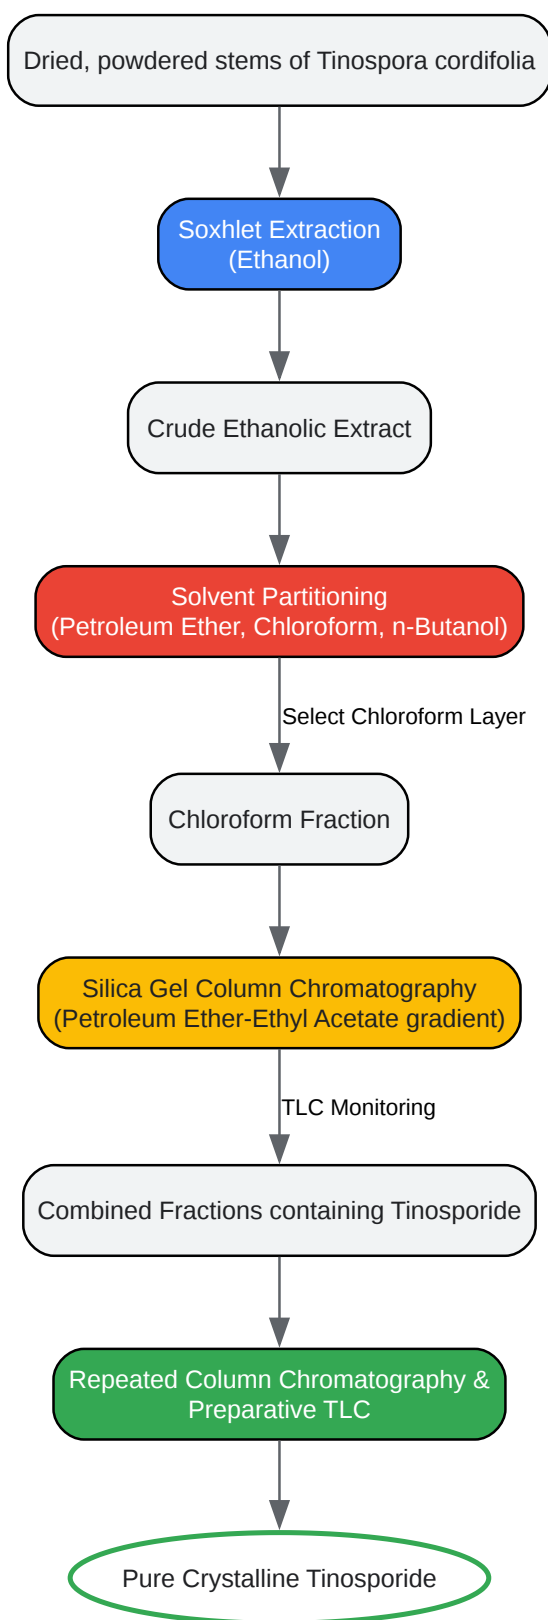 Dried, powdered stems of Tinospora cordifolia
Soxhlet Extraction
(Ethanol)
Crude Ethanolic Extract
Solvent Partitioning
(Petroleum Ether, Chloroform, n-Butanol)
Select Chloroform Layer
Chloroform Fraction
Silica Gel Column Chromatography
(Petroleum Ether-Ethyl Acetate gradient)
TLC Monitoring
Combined Fractions containing Tinosporide
Repeated Column Chromatography &
Preparative TLC
Pure Crystalline Tinosporide